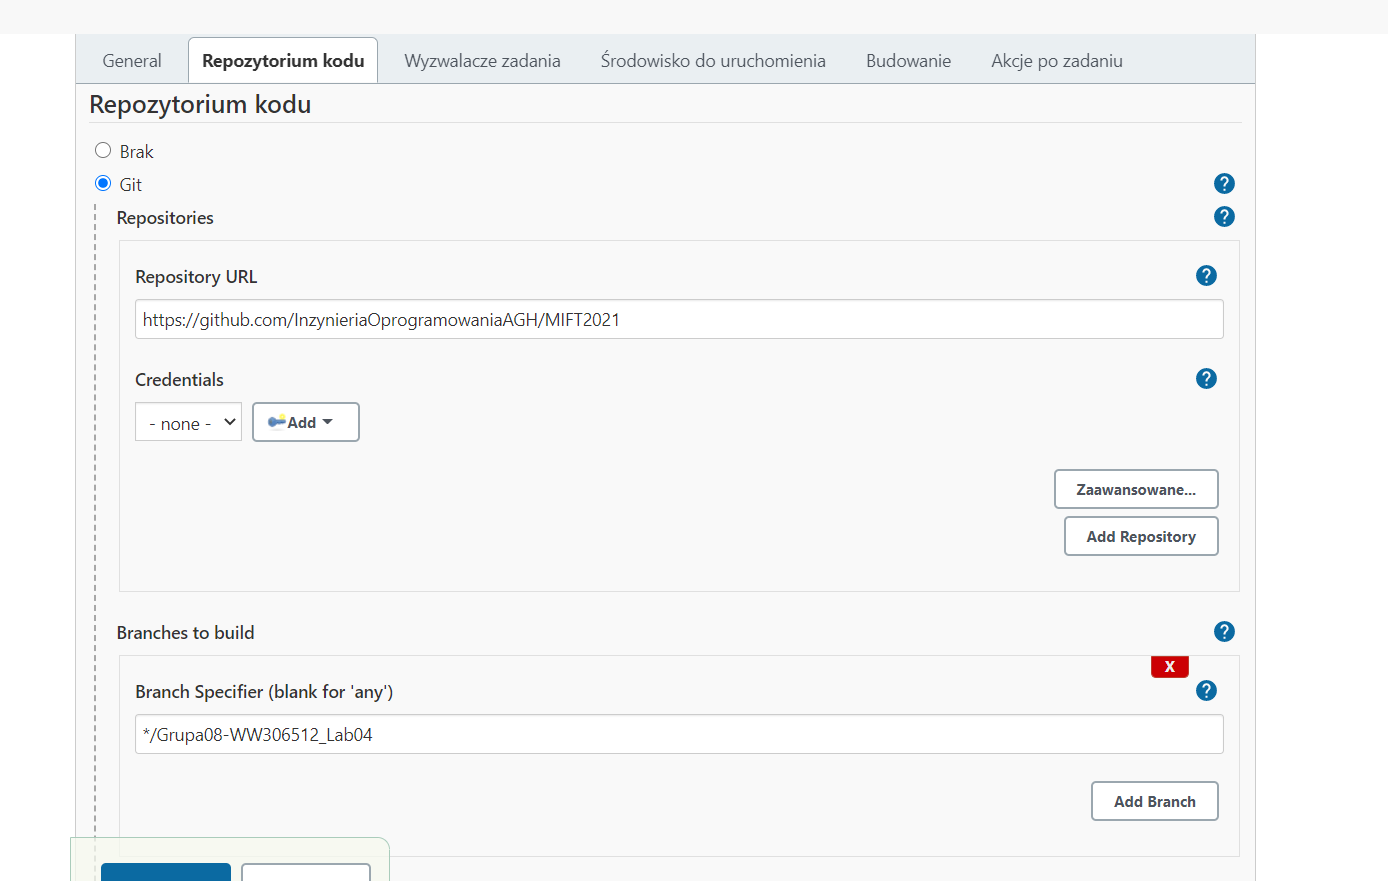 General Repozytorium kodu Wyzwalacze zadania Środowisko do uruchomienia Budowanie Akcje po zadaniu
Repozytorium kodu
Brak
Git
?
Repositories
?
Repository URL
?
https://github.com/InzynieriaOprogramowaniaAGH/MIFT2021
Credentials
?
- none -
Add
Zaawansowane...
Add Repository
Branches to build
?
X
Branch Specifier (blank for 'any')
?
*/Grupa08-WW306512_Lab04
Add Branch